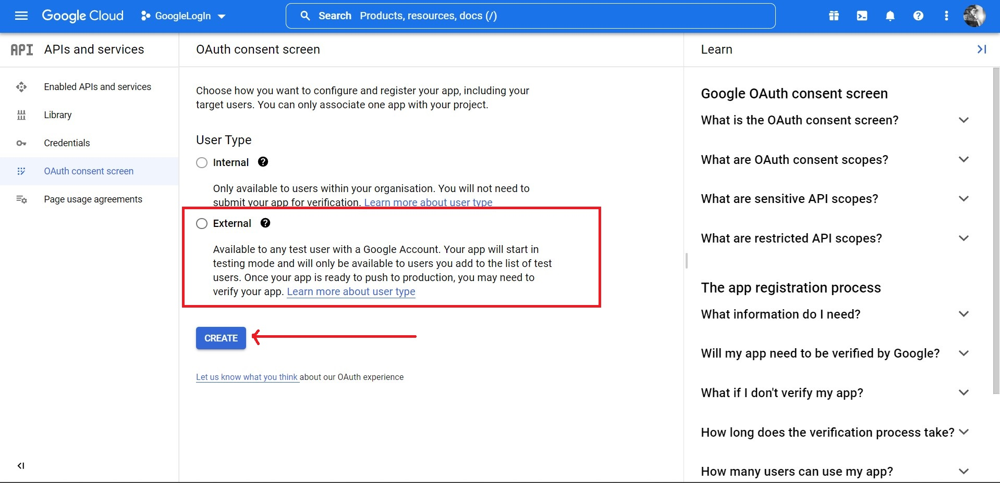 Google Cloud
GoogleLogIn
Search Products, resources, docs (/)
API APIs and services
Enabled APIs and services
Library
Credentials
OAuth consent screen
Page usage agreements
OAuth consent screen
Choose how you want to configure and register your app, including your
target users. You can only associate one app with your project.
User Type
Internal
Only available to users within your organisation. You will not need to
submit your app for verification. Learn more about user type
External
Available to any test user with a Google Account. Your app will start in
testing mode and will only be available to users you add to the list of test
users. Once your app is ready to push to production, you may need to
verify your app. Learn more about user type
CREATE
Let us know what you think about our OAuth experience
Learn
Google OAuth consent screen
What is the OAuth consent screen?
What are OAuth consent scopes?
What are sensitive API scopes?
What are restricted API scopes?
The app registration process
What information do I need?
Will my app need to be verified by Google?
What if I don't verify my app?
How long does the verification process take?
How many users can use my app?